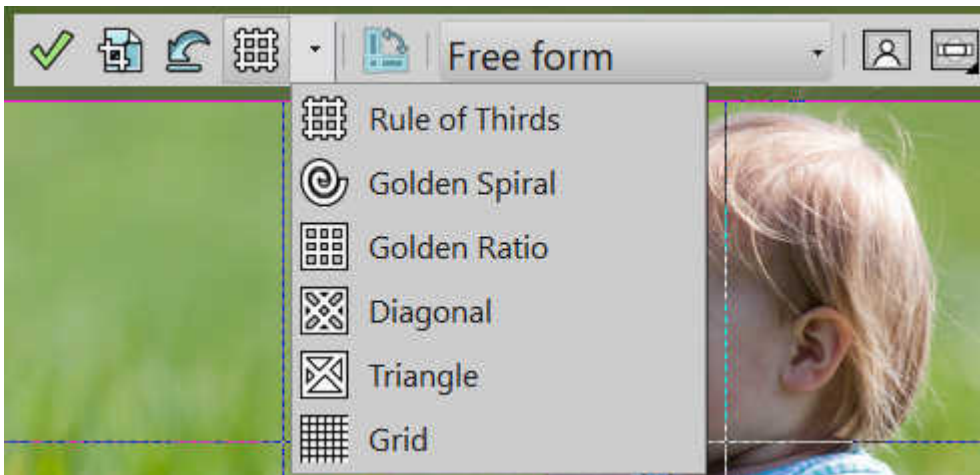 Free form
Rule of Thirds
Golden Spiral
Golden Ratio
Diagonal
Triangle
Grid